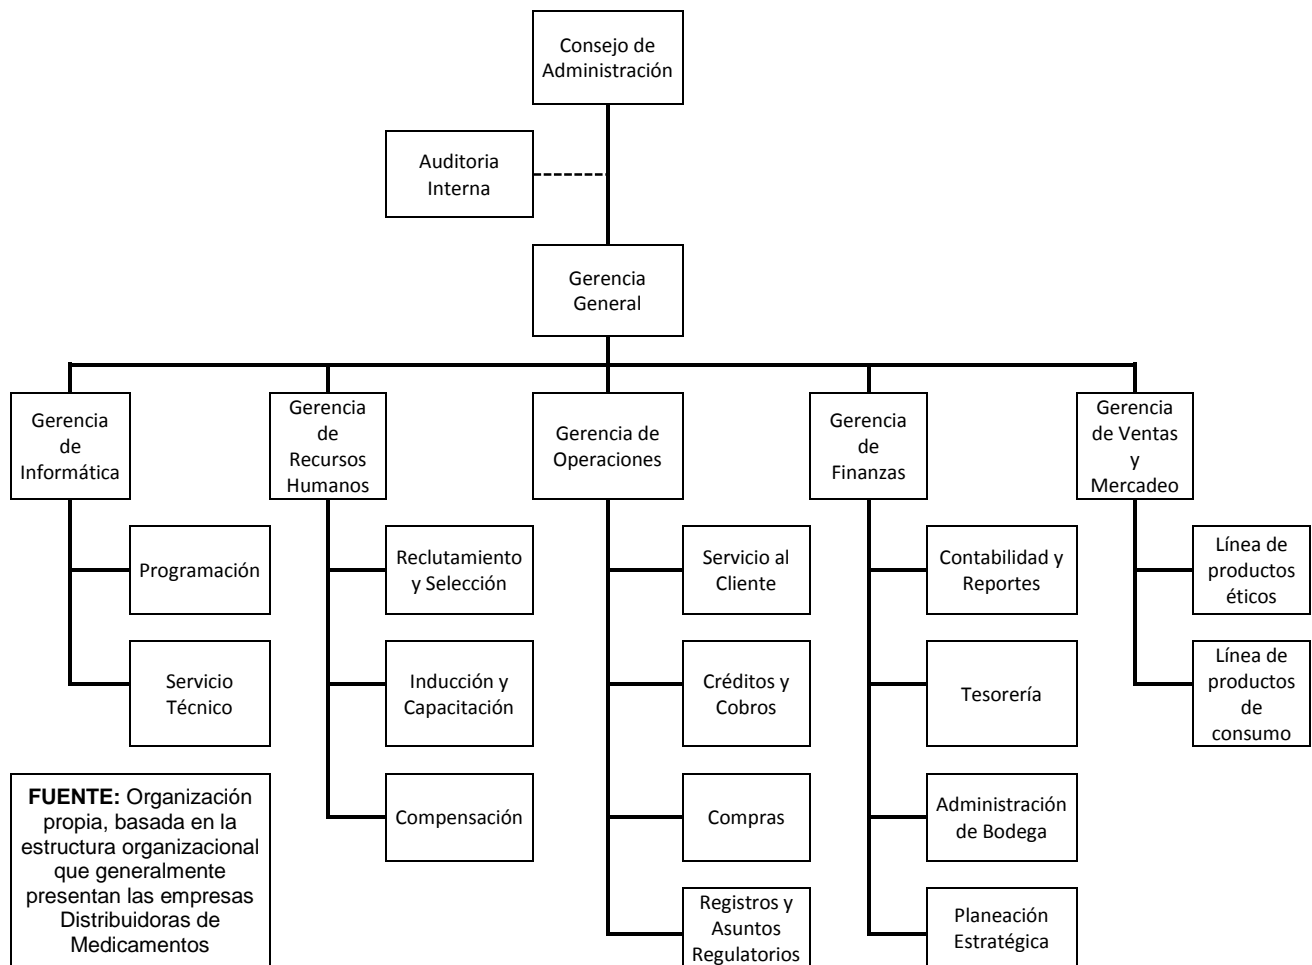 Consejo de
Administración
Auditoria
Interna
Gerencia
General
Gerencia
de
Informática
Gerencia
de
Recursos
Humanos
Gerencia de
Operaciones
Gerencia
de
Finanzas
Gerencia
de Ventas
y
Mercadeo
Programación
Servicio
Técnico
Reclutamiento
y Selección
Inducción y
Capacitación
Compensación
Servicio al
Cliente
Créditos y
Cobros
Compras
Registros y
Asuntos
Regulatorios
Contabilidad y
Reportes
Tesorería
Administración
de Bodega
Planeación
Estratégica
Línea de
productos
éticos
Línea de
productos
de
consumo
FUENTE: Organización
propia, basada en la
estructura organizacional
que generalmente
presentan las empresas
Distribuidoras de
Medicamentos